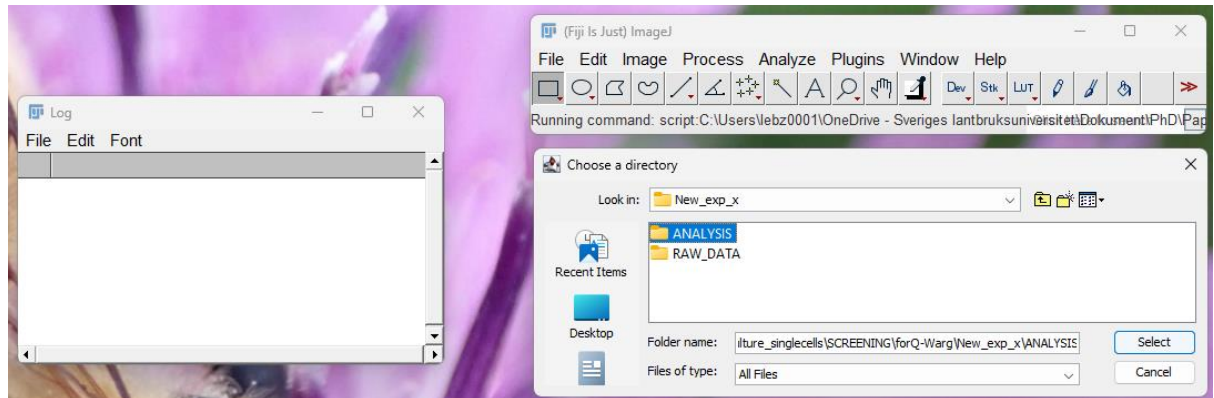 Log
File Edit Font
(Fiji Is Just) ImageJ
File Edit Image Process Analyze Plugins Window Help
Dev Stk LUT
Running command: script:C:\Users\lebz0001\OneDrive - Sveriges lantbruksuniversitet\Dokument\PhD\Pap
Choose a directory
Look in: New_exp_x
ANALYSIS
RAW_DATA
Recent Items
Desktop
Folder name: ilture_singlecells\SCREENING\forQ-Warg\New_exp_x\ANALYSIS Select
Files of type: All Files Cancel